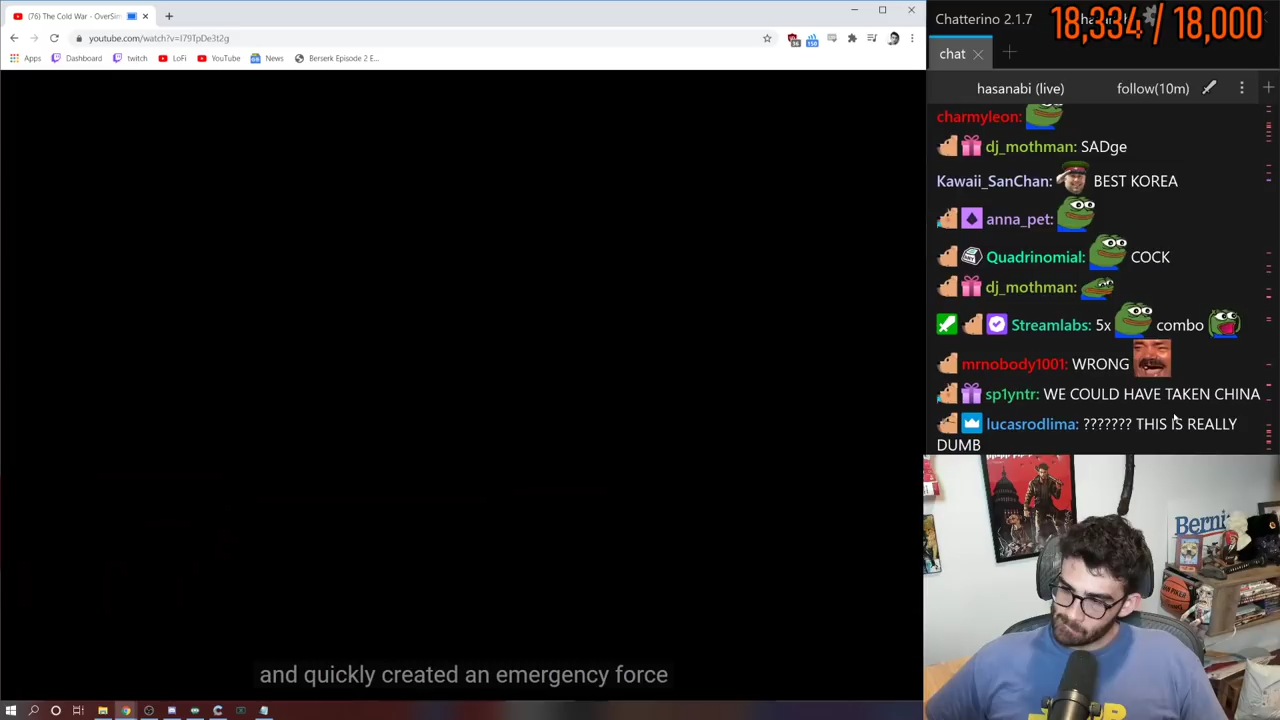 (76) The Cold War - OverSim
youtube.com/watch?v=I79TpDe3t2g
Apps
Dashboard
twitch
LoFi
YouTube
News
Berserk Episode 2 E...
and quickly created an emergency force
Chatterino 2.1.7
18,334 / 18,000
chat
hasanabi (live)
follow(10m)
charmyleon:
dj_mothman: SADge
Kawaii_SanChan: BEST KOREA
anna_pet:
Quadrinomial: COCK
dj_mothman:
Streamlabs: 5x combo
mrnobody1001: WRONG
sp1yntr: WE COULD HAVE TAKEN CHINA
lucasrodlima: ??????? THIS IS REALLY
DUMB
Bernie